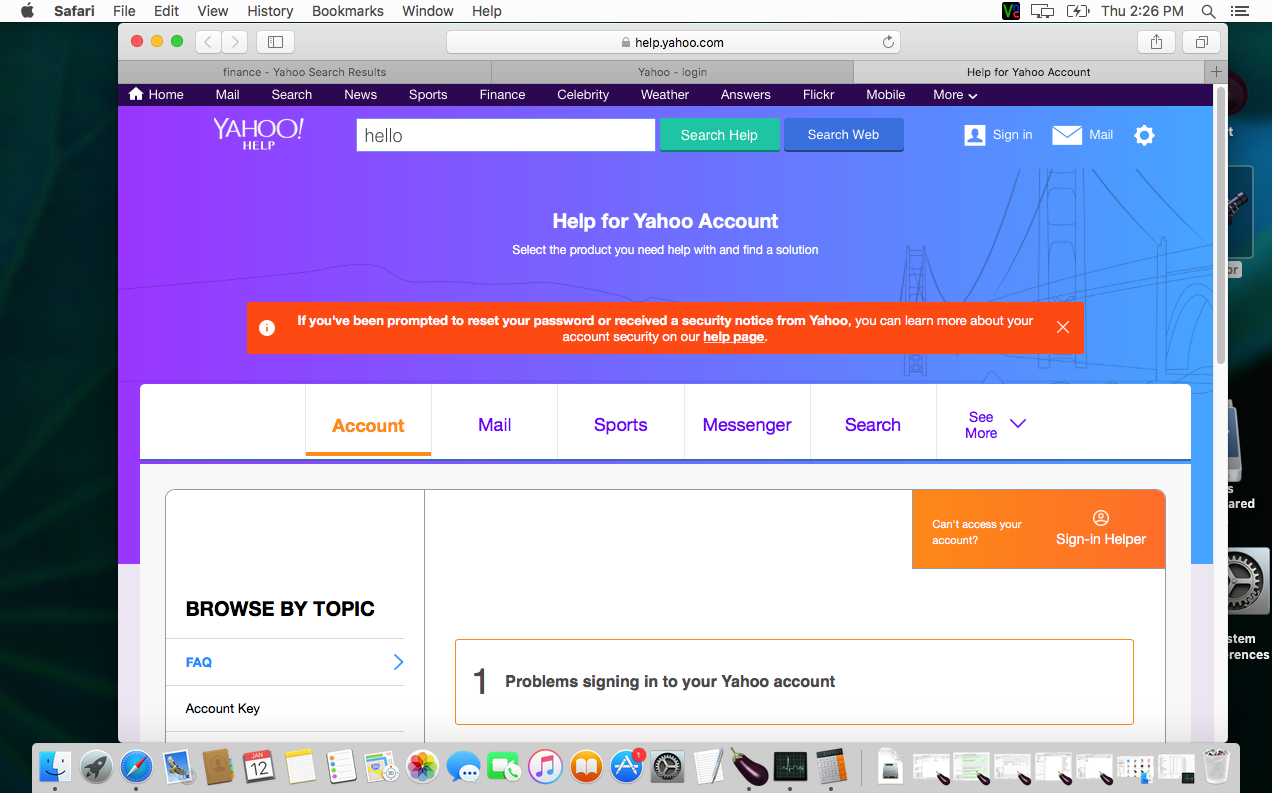 Safari File Edit View History Bookmarks Window Help Thu 2:26 PM
help.yahoo.com
finance - Yahoo Search Results Yahoo - login Help for Yahoo Account
Home Mail Search News Sports Finance Celebrity Weather Answers Flickr Mobile More
YAHOO!
HELP
hello Search Help Search Web Sign in Mail
Help for Yahoo Account
Select the product you need help with and find a solution
If you've been prompted to reset your password or received a security notice from Yahoo, you can learn more about your
account security on our help page.
Account Mail Sports Messenger Search See
More
Can't access your
account?
Sign-in Helper
BROWSE BY TOPIC
FAQ
Account Key
1 Problems signing in to your Yahoo account
JAN
12
1